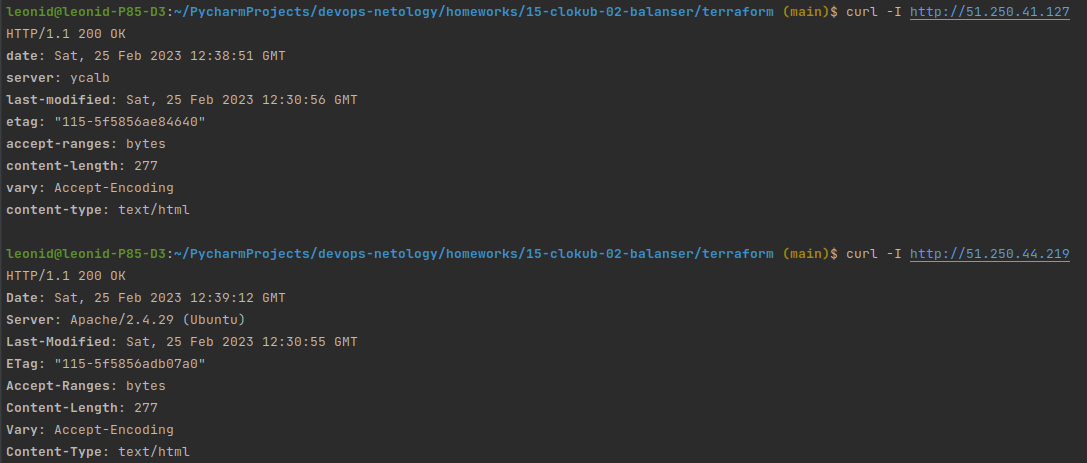 leonid@leonid-P85-D3:~/PycharmProjects/devops-netology/homeworks/15-clokub-02-balanser/terraform (main)$ curl -I http://51.250.41.127
HTTP/1.1 200 OK
date: Sat, 25 Feb 2023 12:38:51 GMT
server: ycalb
last-modified: Sat, 25 Feb 2023 12:30:56 GMT
etag: "115-5f5856ae84640"
accept-ranges: bytes
content-length: 277
vary: Accept-Encoding
content-type: text/html
leonid@leonid-P85-D3:~/PycharmProjects/devops-netology/homeworks/15-clokub-02-balanser/terraform (main)$ curl -I http://51.250.44.219
HTTP/1.1 200 OK
Date: Sat, 25 Feb 2023 12:39:12 GMT
Server: Apache/2.4.29 (Ubuntu)
Last-Modified: Sat, 25 Feb 2023 12:30:55 GMT
ETag: "115-5f5856adb07a0"
Accept-Ranges: bytes
Content-Length: 277
Vary: Accept-Encoding
Content-Type: text/html